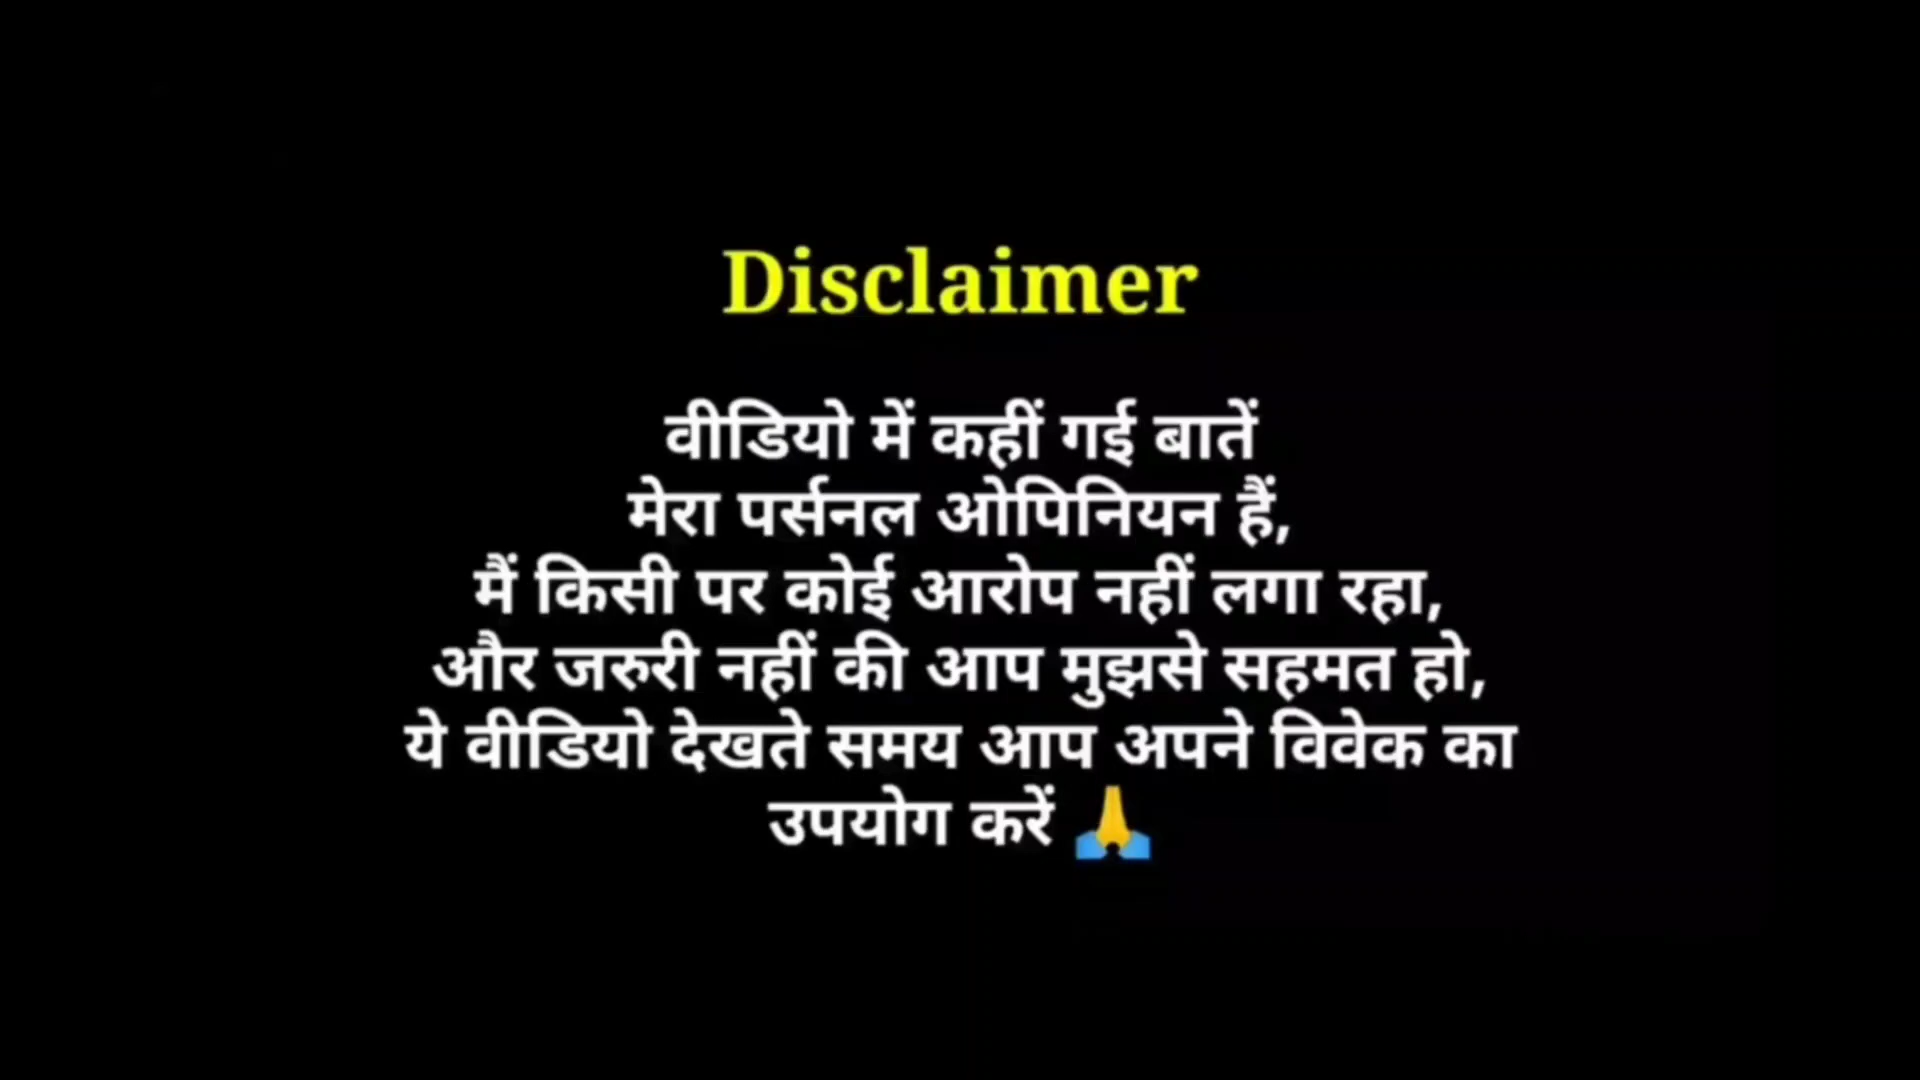 Disclaimer
वीडियो में कहीं गई बातें
मेरा पर्सनल ओपिनियन हैं,
मैं किसी पर कोई आरोप नहीं लगा रहा,
और जरुरी नहीं की आप मुझसे सहमत हो,
ये वीडियो देखते समय आप अपने विवेक का
उपयोग करें 🙏